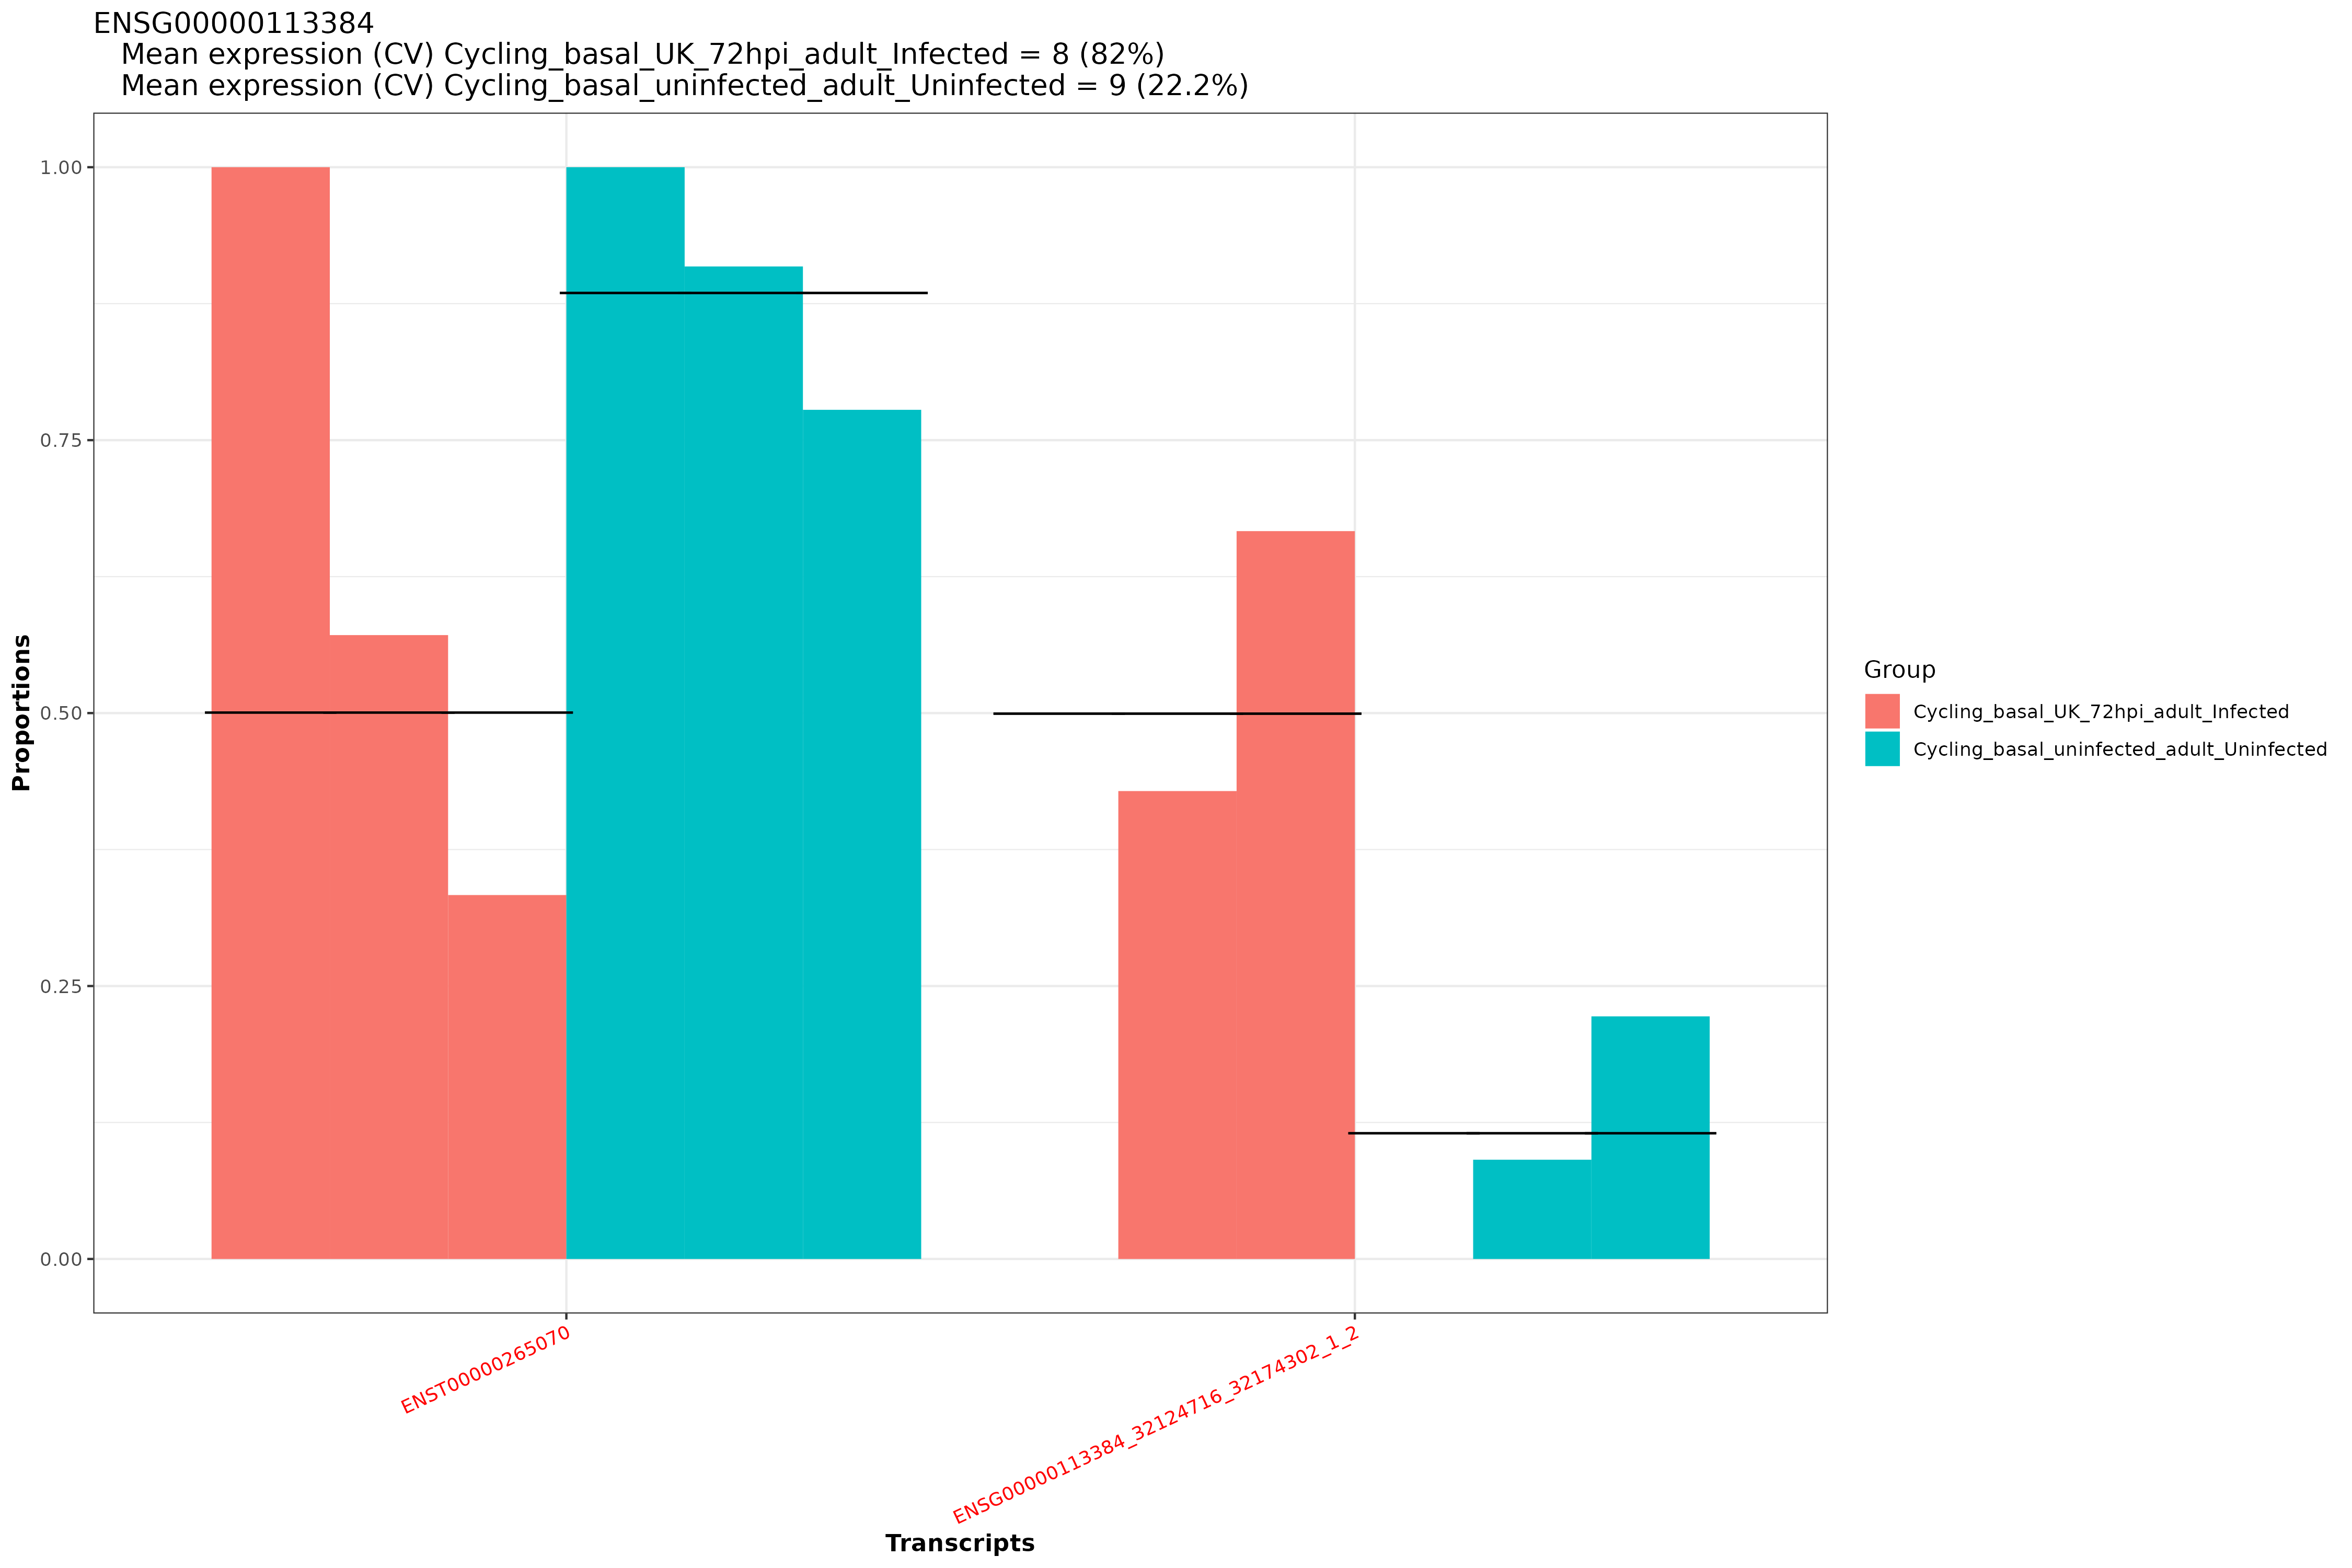 ENSG00000113384
Mean expression (CV) Cycling_basal_UK_72hpi_adult_Infected = 8 (82%)
Mean expression (CV) Cycling_basal_uninfected_adult_Uninfected = 9 (22.2%)
1.00
0.75
0.50
0.25
0.00
Proportions
ENST00000265070
ENSG00000113384_32124716_32174302_1_2
Transcripts
Group
Cycling_basal_UK_72hpi_adult_Infected
Cycling_basal_uninfected_adult_Uninfected